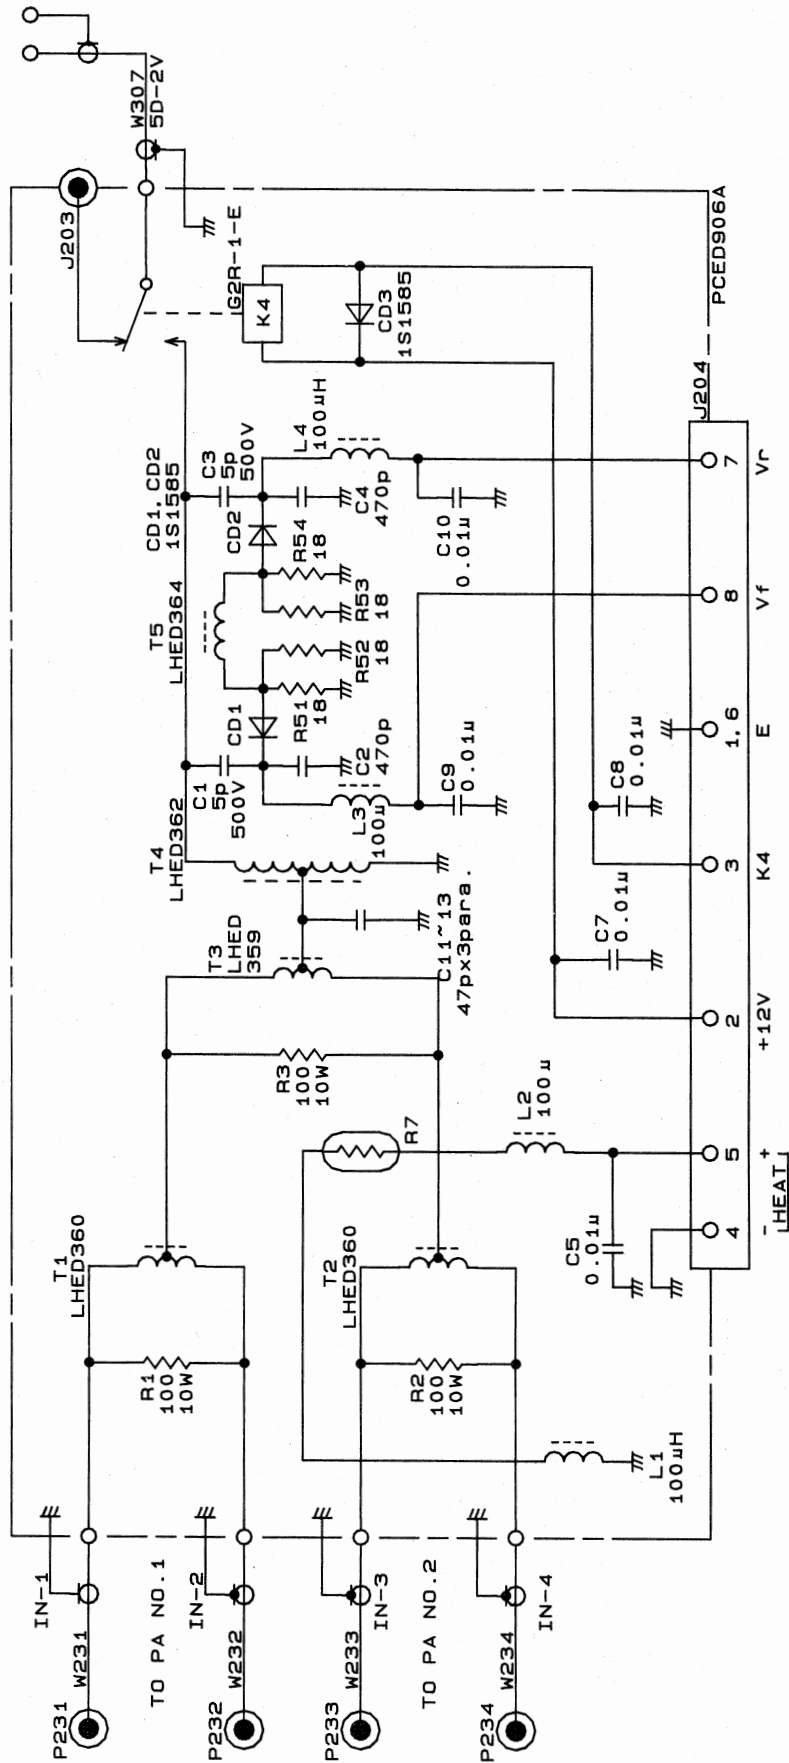 P231
W231
IN-1
TO PA NO.1
P232
W232
IN-2
P233
W233
IN-3
TO PA NO.2
P234
W234
IN-4
R1
100
10W
T1
LHED360
R2
100
10W
T2
LHED360
L1
100μH
R7
R3
100
10W
T3
LHED
359
C11~13
47px3para.
T4
LHED362
C1
5p
500V
CD1
R51
18
C2
470p
L3
100μ
C9
0.01μ
T5
LHED364
R52
18
R53
18
R54
18
CD1, CD2
1S1585
CD2
C3
5p
500V
C4
470p
L4
100μH
C10
0.01μ
J203
W307
5D-2V
G2R-1-E
K4
CD3
1S1585
PCED906A
L2
100μ
C5
0.01μ
C7
0.01μ
C8
0.01μ
J204
4
-
5
+
HEAT
2
+12V
3
K4
1,6
E
8
Vf
7
Vr